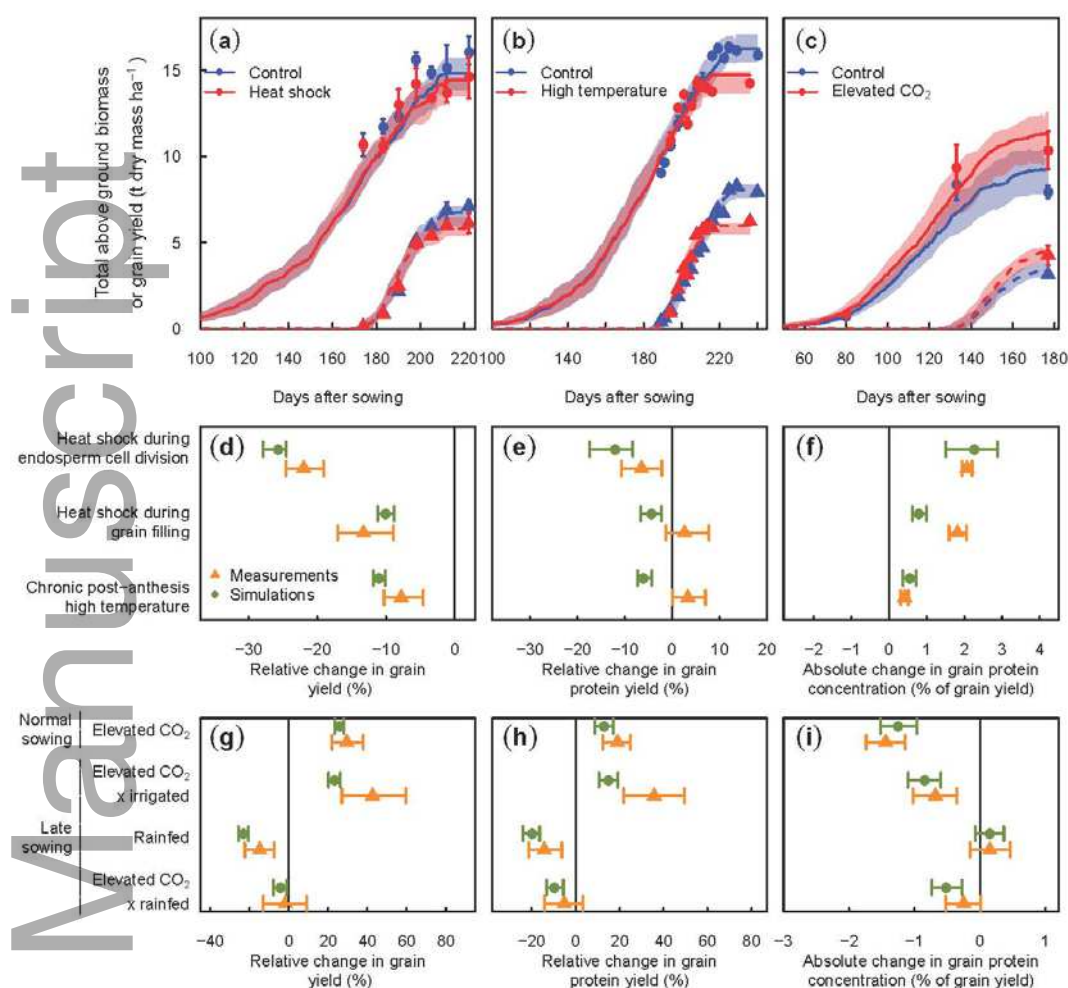 Manuscript
Total above ground biomass
or grain yield (t dry mass ha⁻¹)
15
10
5
0
(a)
Control
Heat shock
(b)
Control
High temperature
(c)
Control
Elevated CO₂
100 120 140 160 180 200 220
100 140 180 220
60 80 100 120 140 160 180
Days after sowing
Days after sowing
Days after sowing
Heat shock during
endosperm cell division
Heat shock during
grain filling
Chronic post-anthesis
high temperature
(d)
Measurements
Simulations
(e)
(f)
−30 −20 −10 0
−30 −20 −10 0 10 20
−2 −1 0 1 2 3 4
Relative change in grain
yield (%)
Relative change in grain
protein yield (%)
Absolute change in grain protein
concentration (% of grain yield)
Normal
sowing
Elevated CO₂
Elevated CO₂
x irrigated
Late
sowing
Rainfed
Elevated CO₂
x rainfed
(g)
(h)
(i)
−40 0 20 40 60 80
−40 −20 0 20 40 60 80
−3 −2 −1 0 1
Relative change in grain
yield (%)
Relative change in grain
protein yield (%)
Absolute change in grain protein
concentration (% of grain yield)